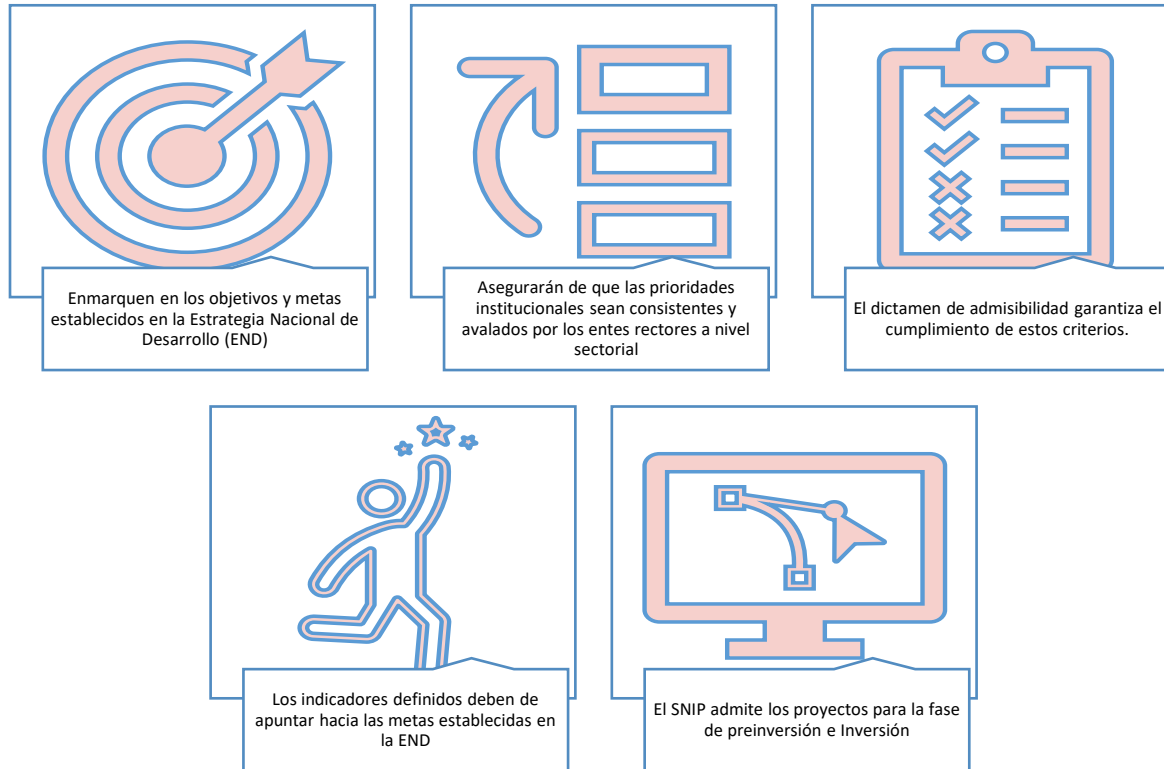 Enmarquen en los objetivos y metas
establecidos en la Estrategia Nacional de
Desarrollo (END)
Asegurarán de que las prioridades
institucionales sean consistentes y
avalados por los entes rectores a nivel
sectorial
El dictamen de admisibilidad garantiza el
cumplimiento de estos criterios.
Los indicadores definidos deben de
apuntar hacia las metas establecidas en
la END
El SNIP admite los proyectos para la fase
de preinversión e Inversión